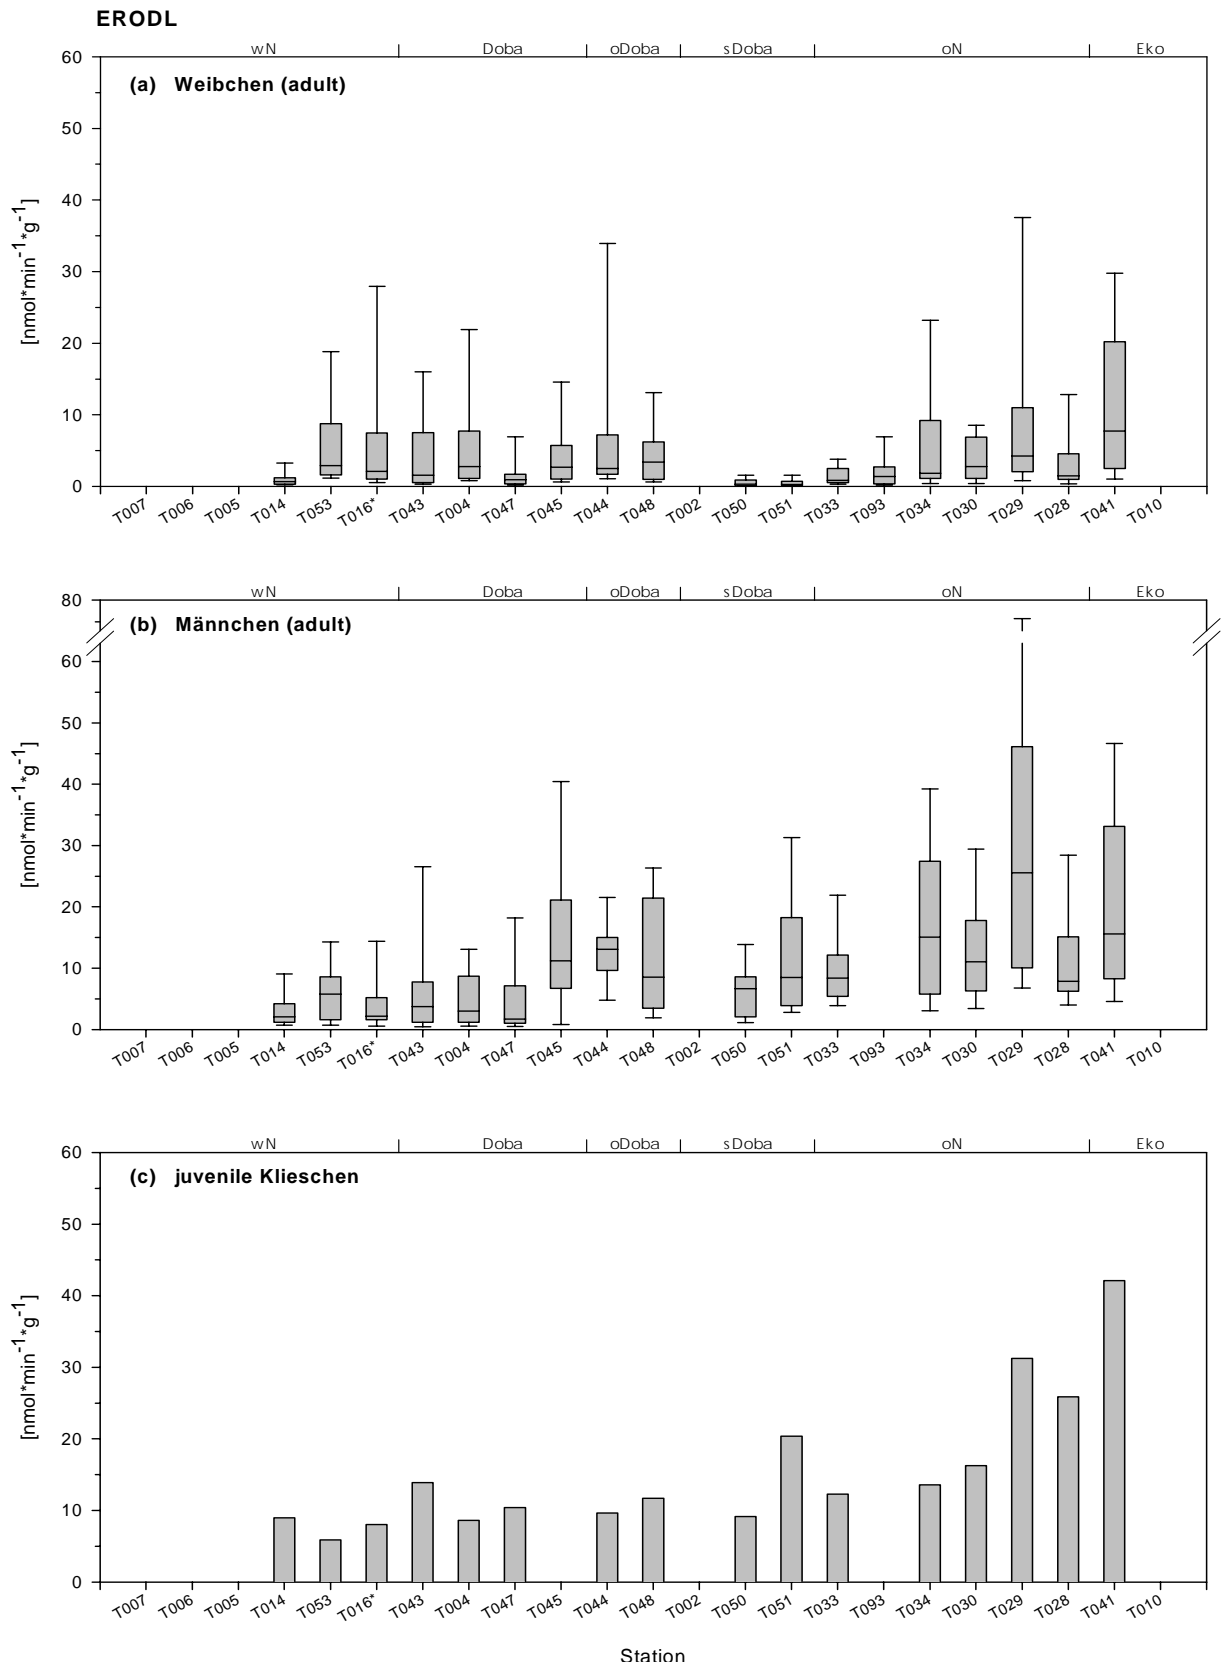 ERODL
wN Doba oDoba sDoba oN Eko
(a) Weibchen (adult)
60
50
40
30
20
10
0
[nmol*min-1*g-1]
T007 T006 T005 T014 T053 T016* T043 T004 T047 T045 T044 T048 T002 T050 T051 T033 T093 T034 T030 T029 T028 T041 T010
wN Doba oDoba sDoba oN Eko
(b) Männchen (adult)
80
60
50
40
30
20
10
0
[nmol*min-1*g-1]
T007 T006 T005 T014 T053 T016* T043 T004 T047 T045 T044 T048 T002 T050 T051 T033 T093 T034 T030 T029 T028 T041 T010
wN Doba oDoba sDoba oN Eko
(c) juvenile Klieschen
60
50
40
30
20
10
0
[nmol*min-1*g-1]
T007 T006 T005 T014 T053 T016* T043 T004 T047 T045 T044 T048 T002 T050 T051 T033 T093 T034 T030 T029 T028 T041 T010
Station